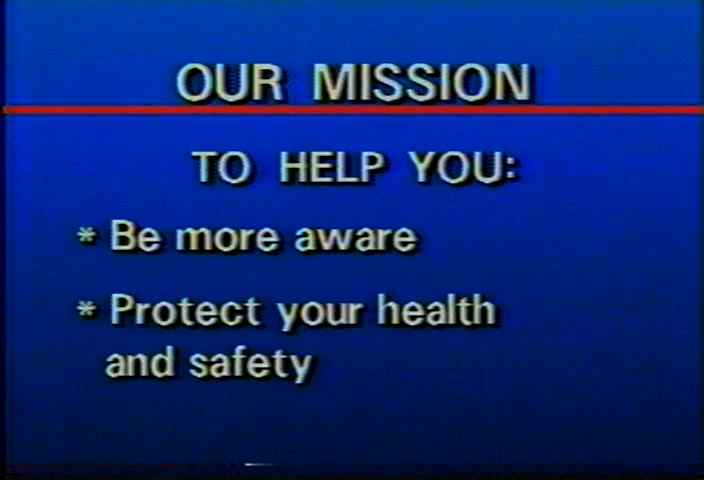 OUR MISSION
TO HELP YOU:
* Be more aware
* Protect your health
and safety